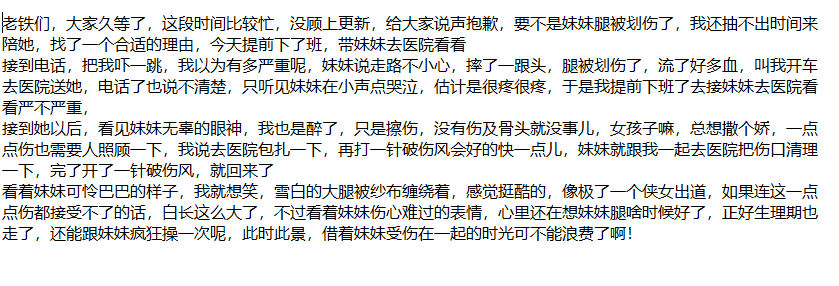 老铁们，大家久等了，这段时间比较忙，没顾上更新，给大家说声抱歉，要不是妹妹腿被划伤了，我还抽不出时间来
陪她，找了一个合适的理由，今天提前下了班，带妹妹去医院看看
接到电话，把我吓一跳，我以为有多严重呢，妹妹说走路不小心，摔了一跟头，腿被划伤了，流了好多血，叫我开车
去医院送她，电话了也说不清楚，只听见妹妹在小声点哭泣，估计是很疼很疼，于是我提前下班了去接妹妹去医院看
看严不严重，
接到她以后，看见妹妹无辜的眼神，我也是醉了，只是擦伤，没有伤及骨头就没事儿，女孩子嘛，总想撒个娇，一点
点伤也需要人照顾一下，我说去医院包扎一下，再打一针破伤风会好的快一点儿，妹妹就跟我一起去医院把伤口清理
一下，完了开了一针破伤风，就回来了
看着妹妹可怜巴巴的样子，我就想笑，雪白的大腿被纱布缠绕着，感觉挺酷的，像极了一个侠女出道，如果连这一点
点伤都接受不了的话，白长这么大了，不过看着妹妹伤心难过的表情，心里还在想妹妹腿啥时候好了，正好生理期也
走了，还能跟妹妹疯狂操一次呢，此时此景，借着妹妹受伤在一起的时光可不能浪费了啊！